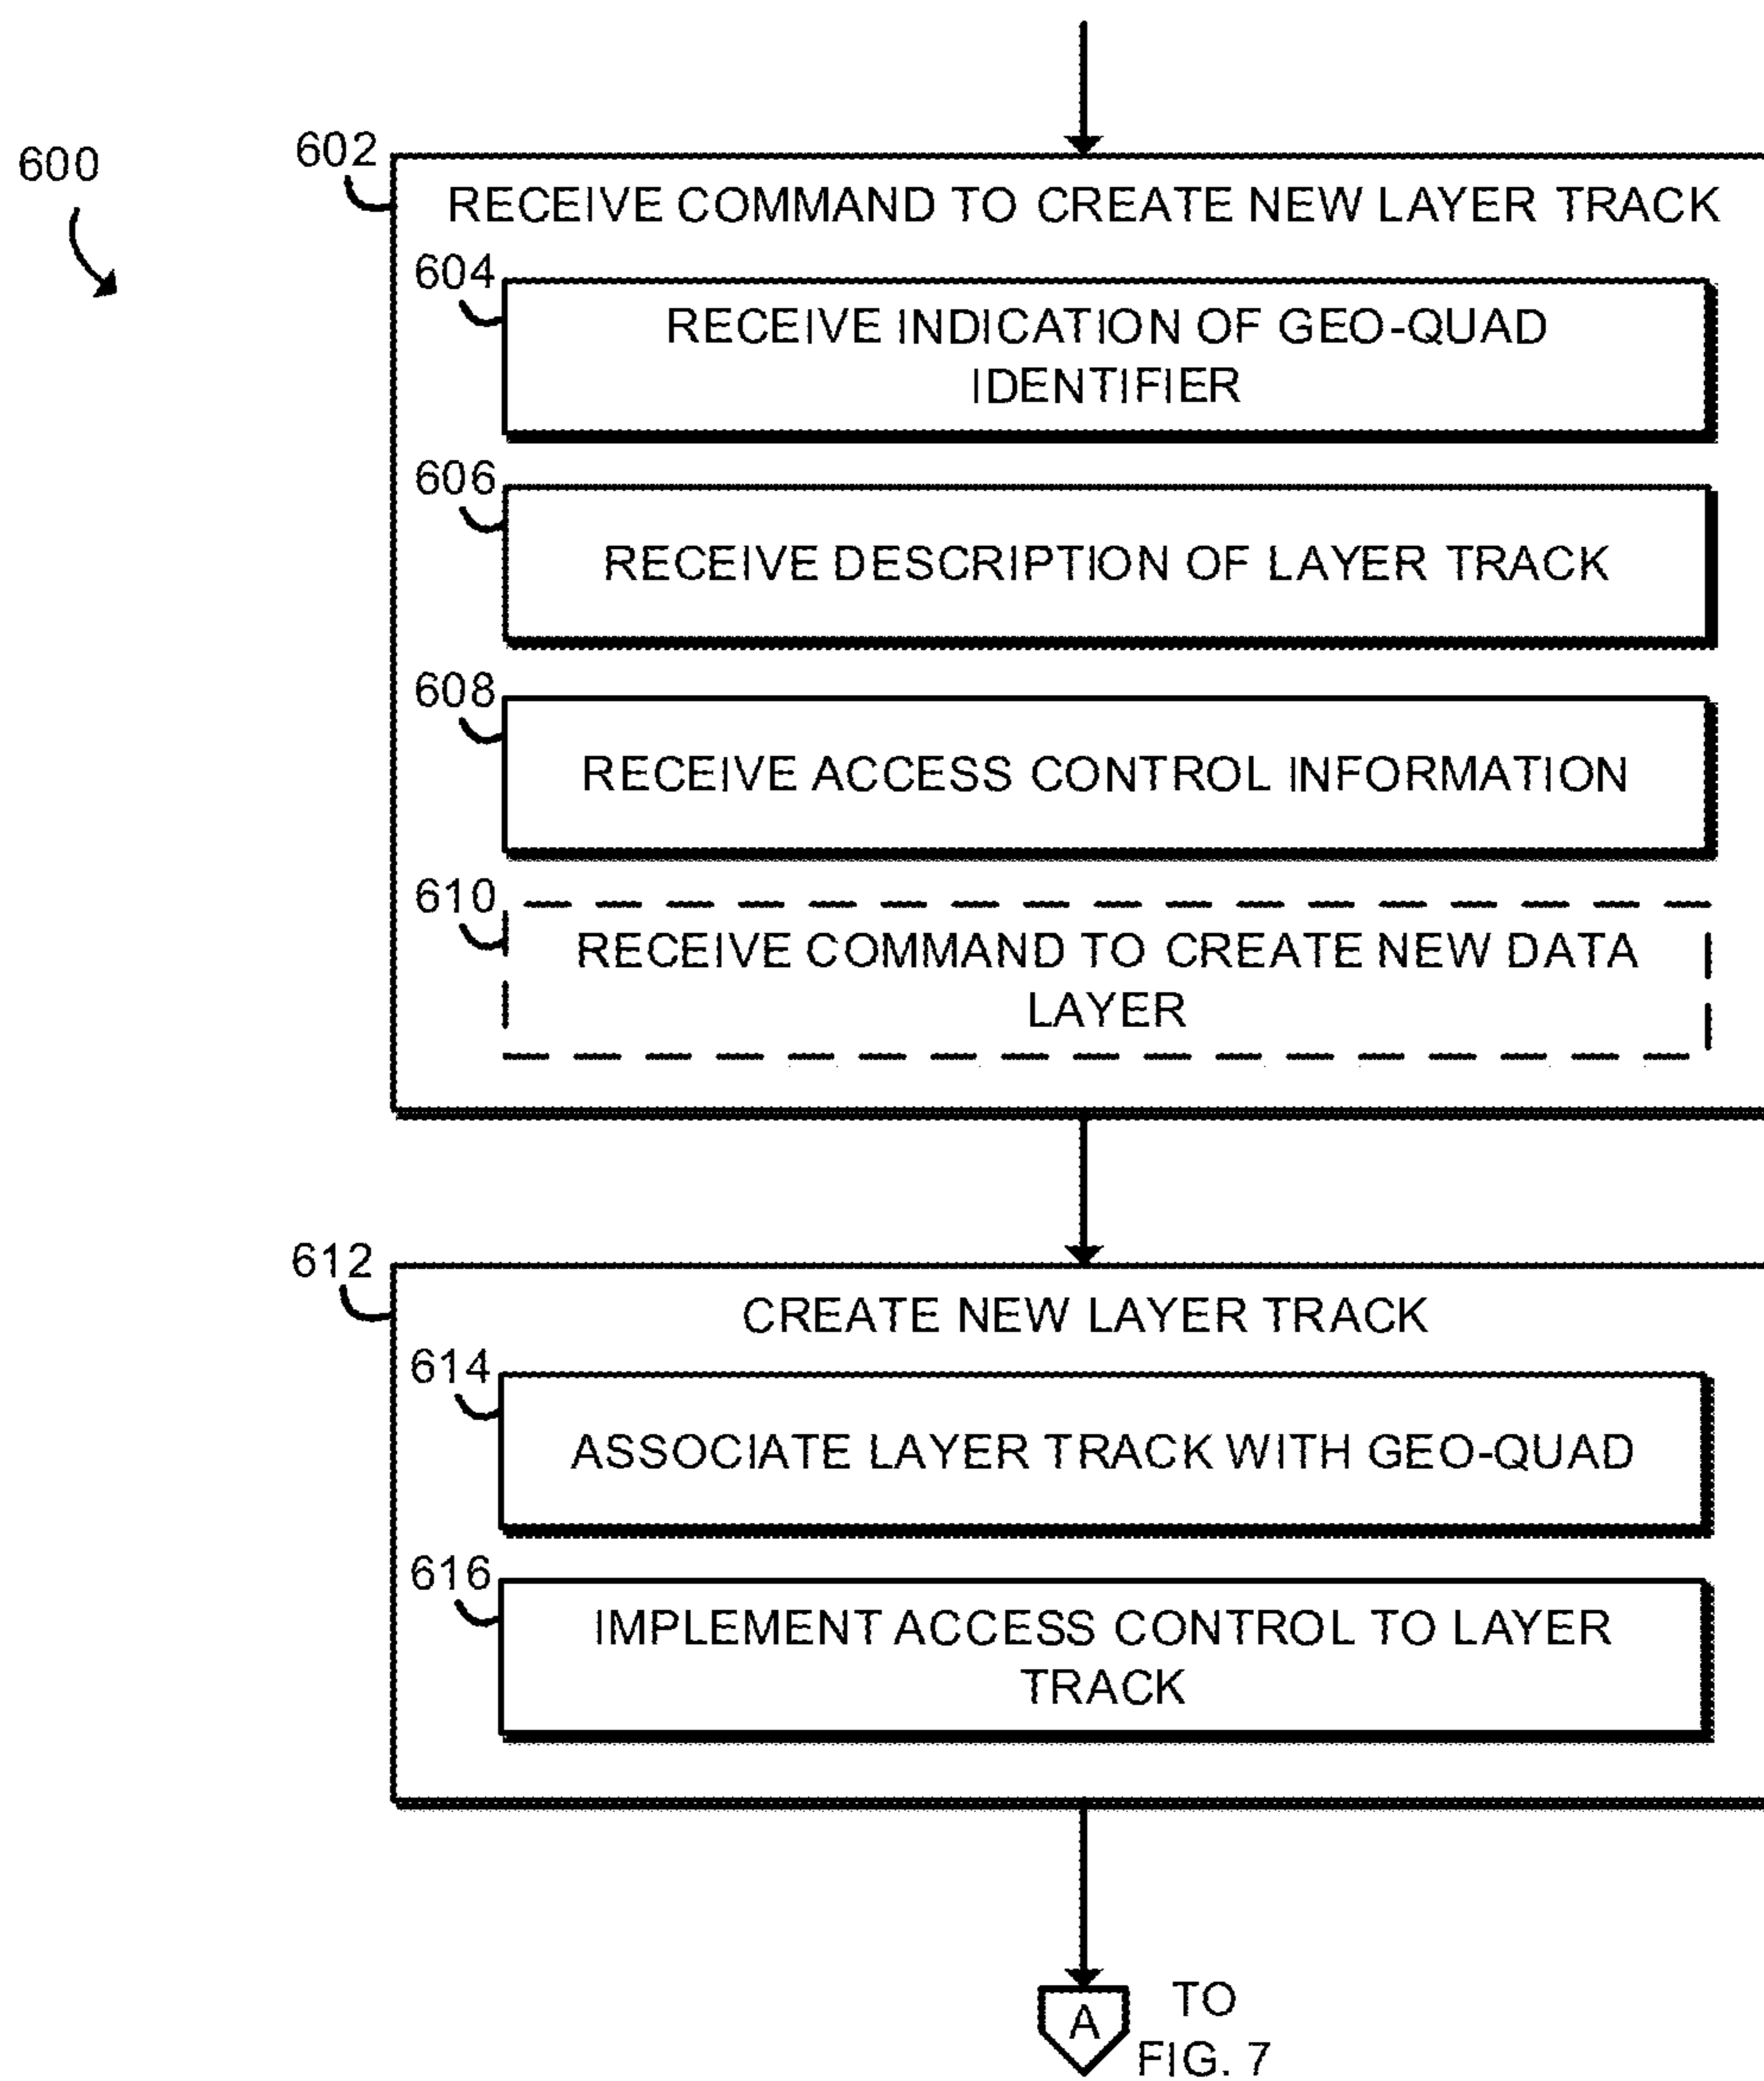 600
602
RECEIVE COMMAND TO CREATE NEW LAYER TRACK
604
RECEIVE INDICATION OF GEO-QUAD
IDENTIFIER
606
RECEIVE DESCRIPTION OF LAYER TRACK
608
RECEIVE ACCESS CONTROL INFORMATION
610
RECEIVE COMMAND TO CREATE NEW DATA
LAYER
612
CREATE NEW LAYER TRACK
614
ASSOCIATE LAYER TRACK WITH GEO-QUAD
616
IMPLEMENT ACCESS CONTROL TO LAYER
TRACK
A
TO
FIG. 7